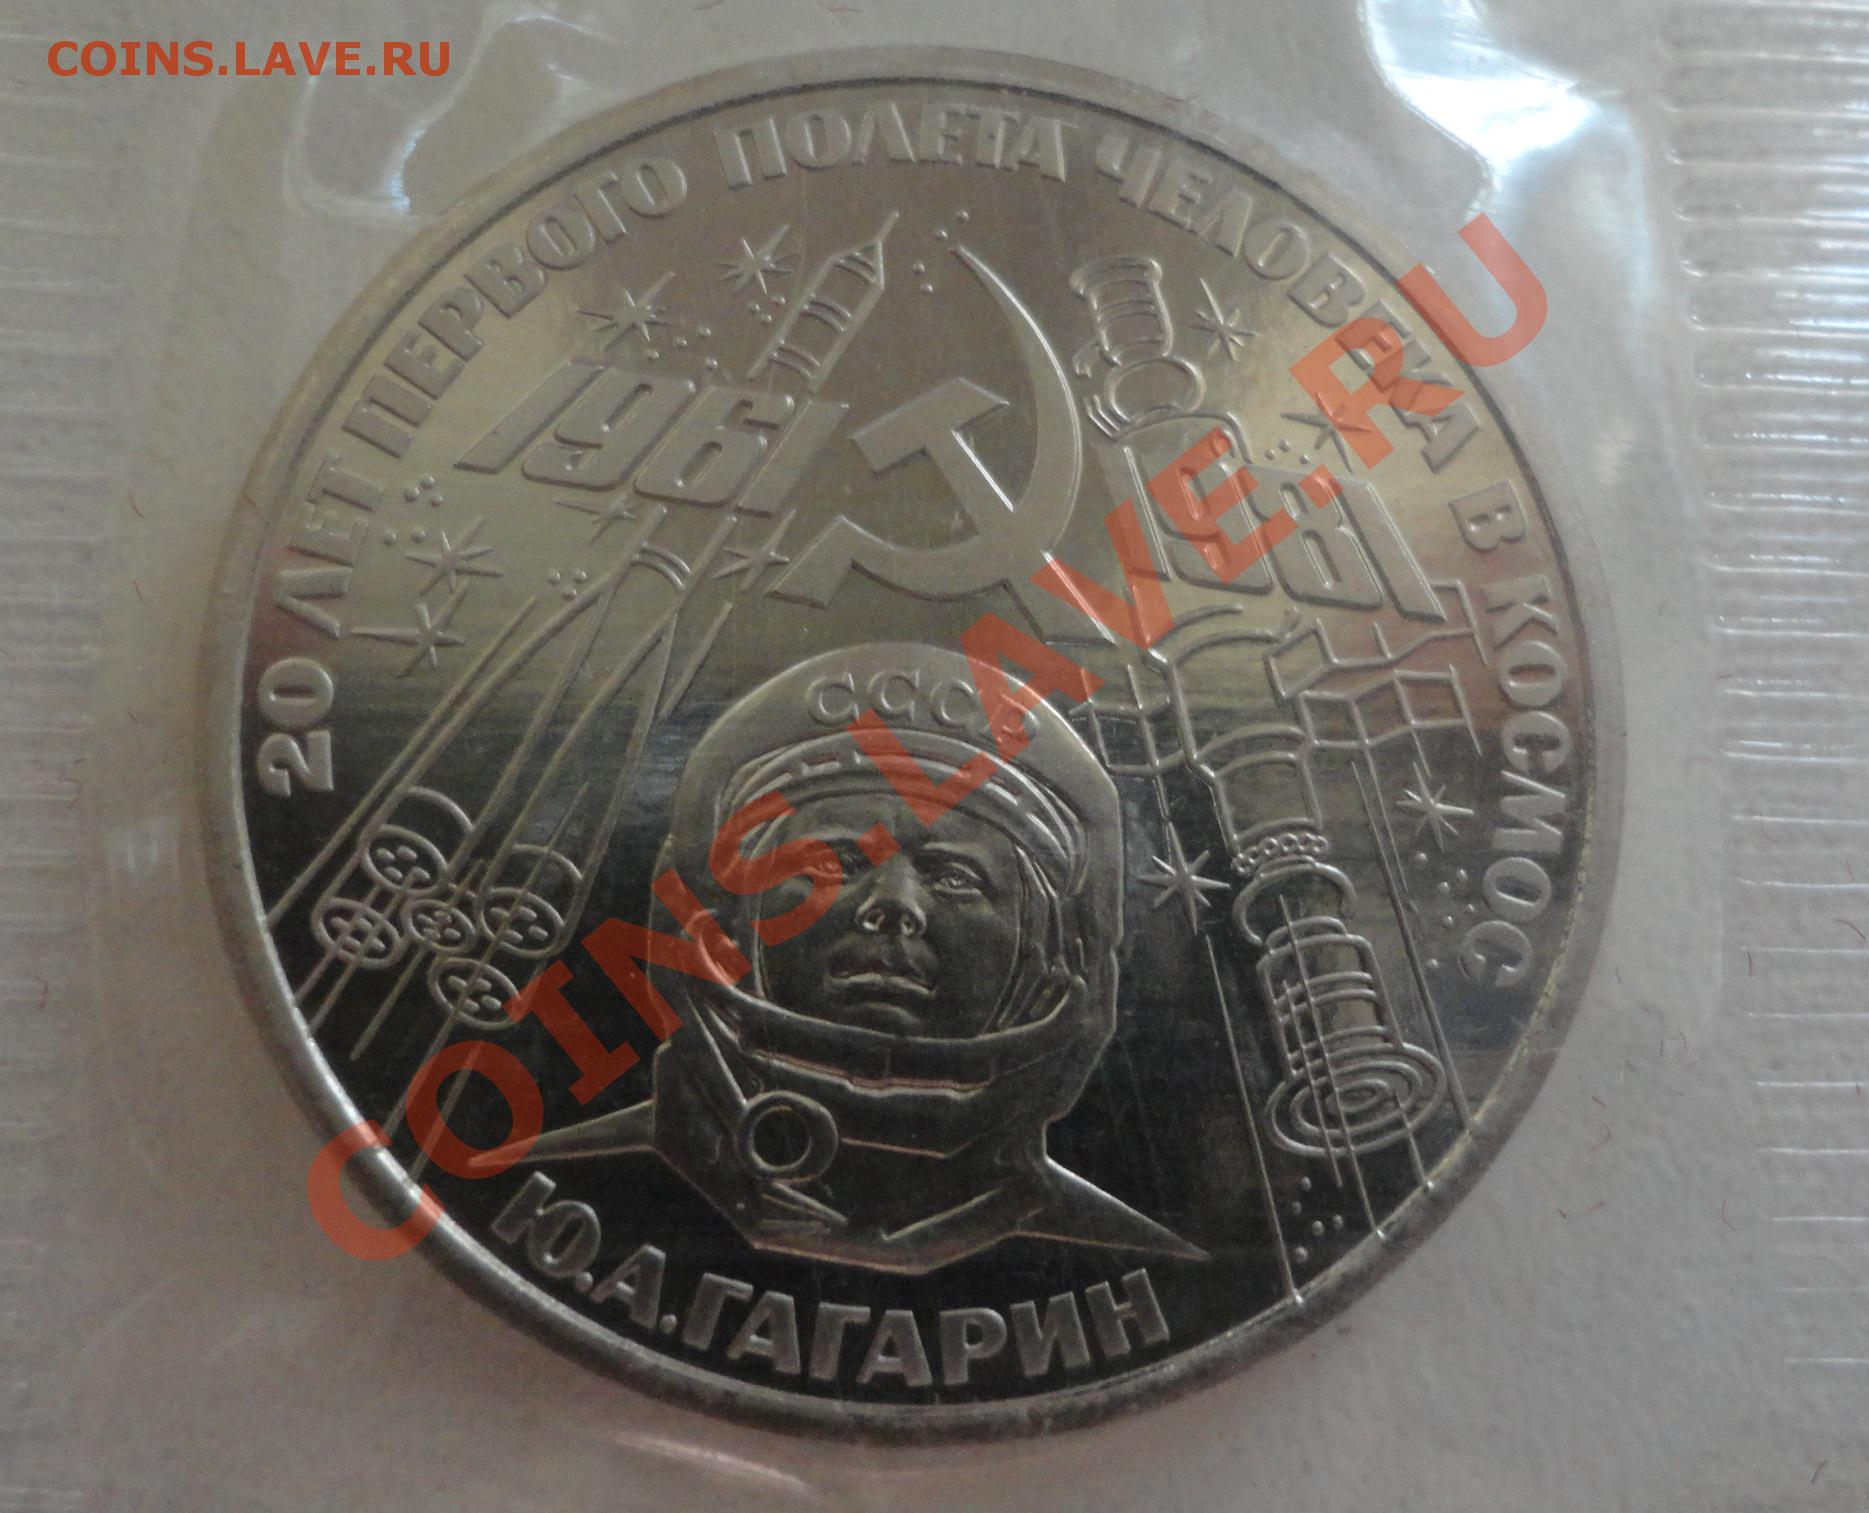 COINS.LAVE.RU
20 ЛЕТ ПЕРВОГО ПОЛЕТА ЧЕЛОВЕКА В КОСМОС
1961
1981
СССР
Ю.А.ГАГАРИН
COINS.LAVE.RU